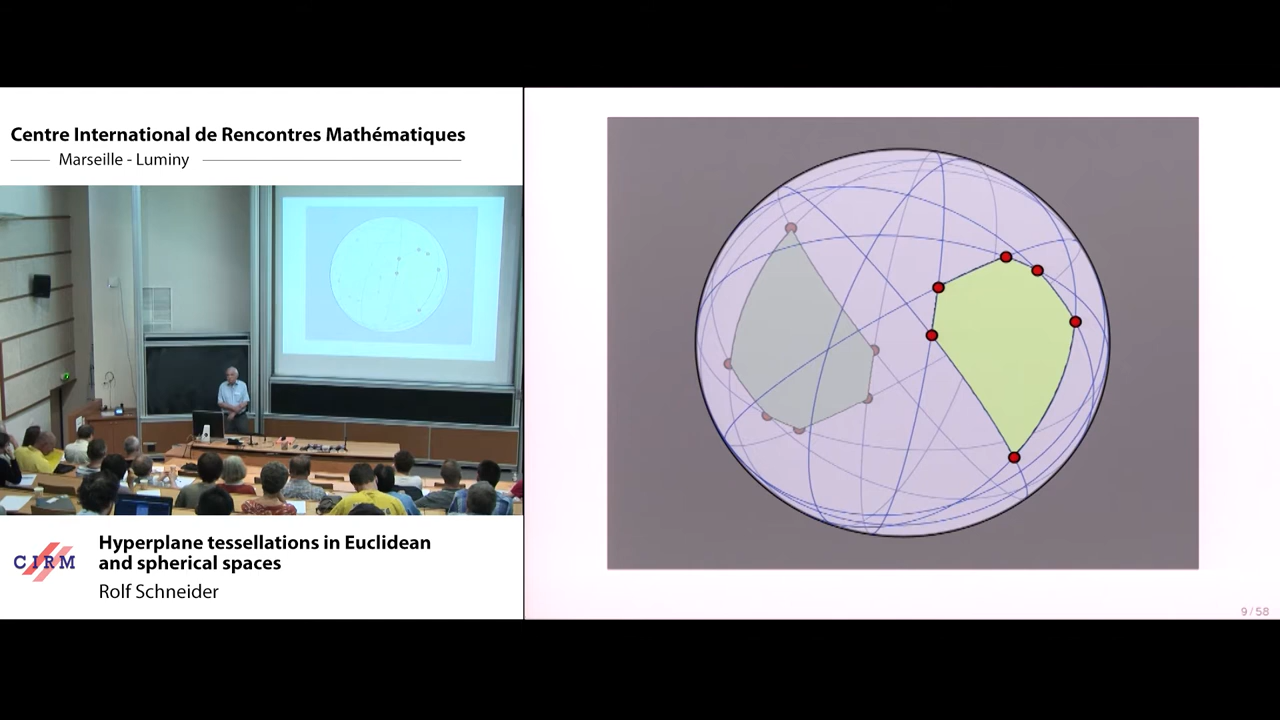 Centre International de Rencontres Mathématiques
Marseille - Luminy
CIRM
Hyperplane tessellations in Euclidean
and spherical spaces
Rolf Schneider
9 / 58